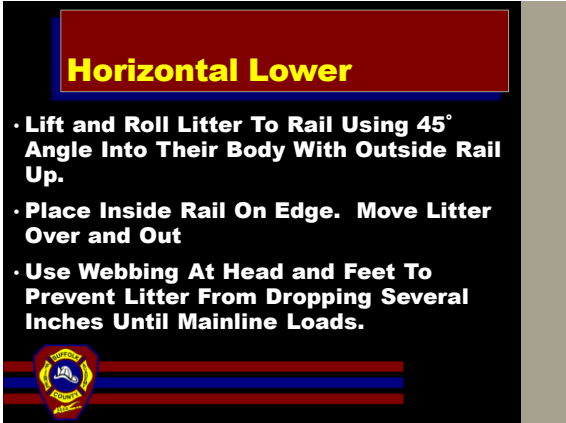 Horizontal Lower
• Lift and Roll Litter To Rail Using 45˚
Angle Into Their Body With Outside Rail
Up.
• Place Inside Rail On Edge.  Move Litter
Over and Out
• Use Webbing At Head and Feet To
Prevent Litter From Dropping Several
Inches Until Mainline Loads.
SUFFOLK
COUNTY